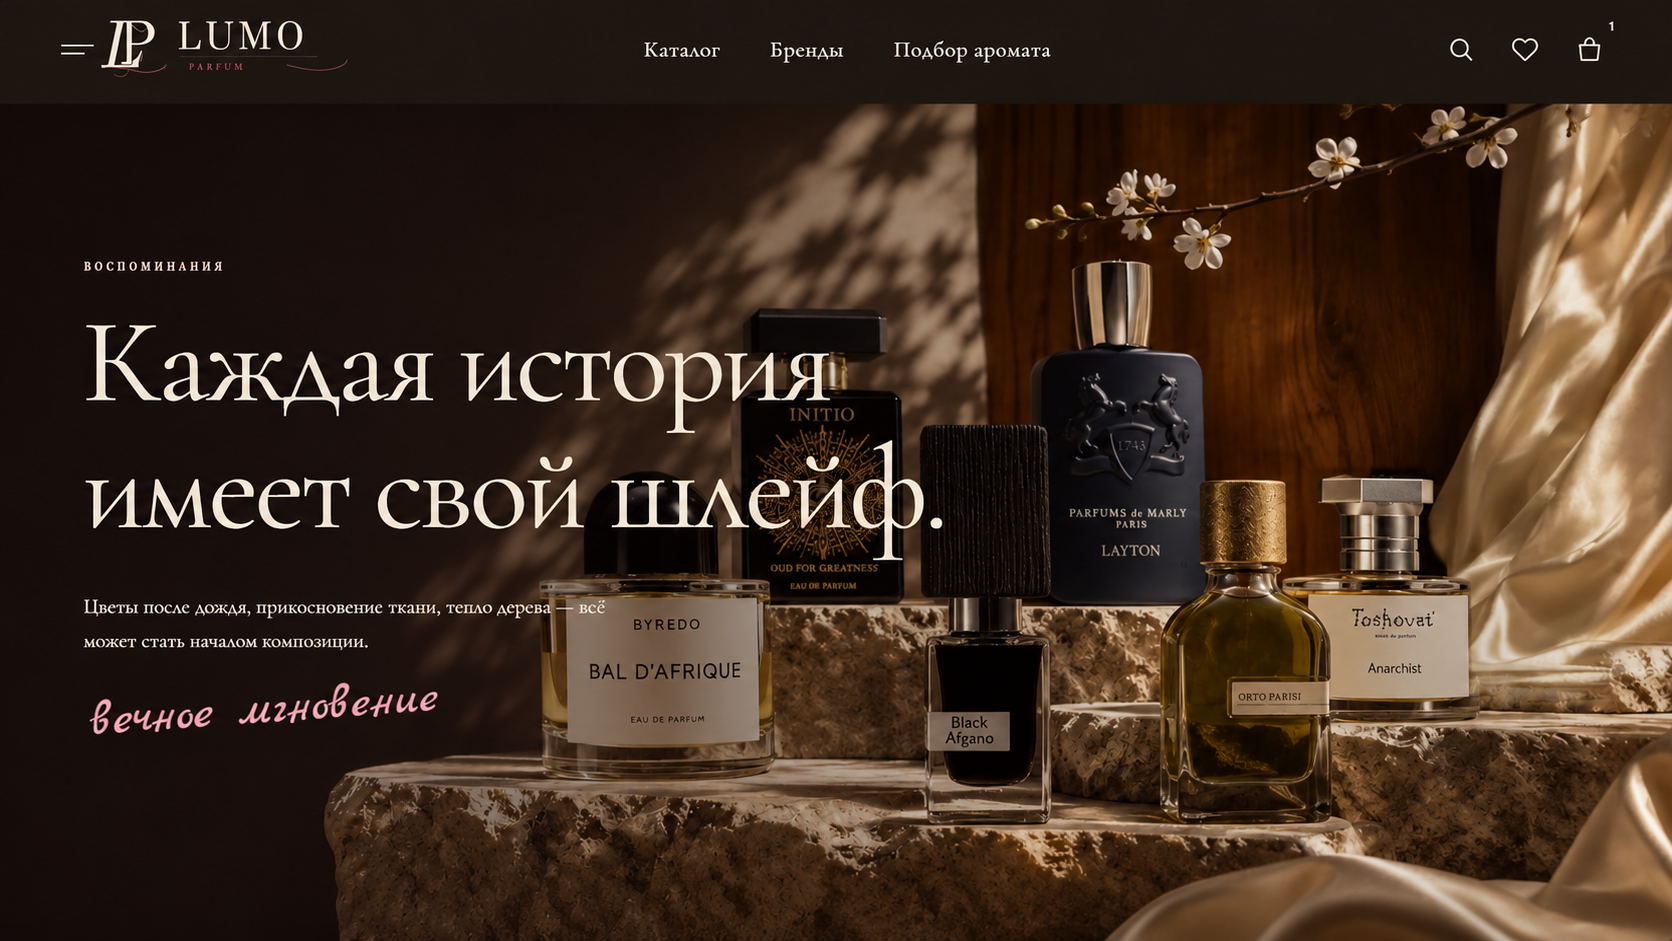 LP LUMO
PARFUM
Каталог Бренды Подбор аромата
1
ВОСПОМИНАНИЯ
Каждая история
имеет свой шлейф.
Цветы после дождя, прикосновение ткани, тепло дерева — всё
может стать началом композиции.
вечное мгновение
INITIO
OUD FOR GREATNESS
EAU DE PARFUM
BYREDO
BAL D'AFRIQUE
EAU DE PARFUM
Black
Afgano
1743
PARFUMS de MARLY
PARIS
LAYTON
ORTO PARISI
Toskovat'
Anarchist